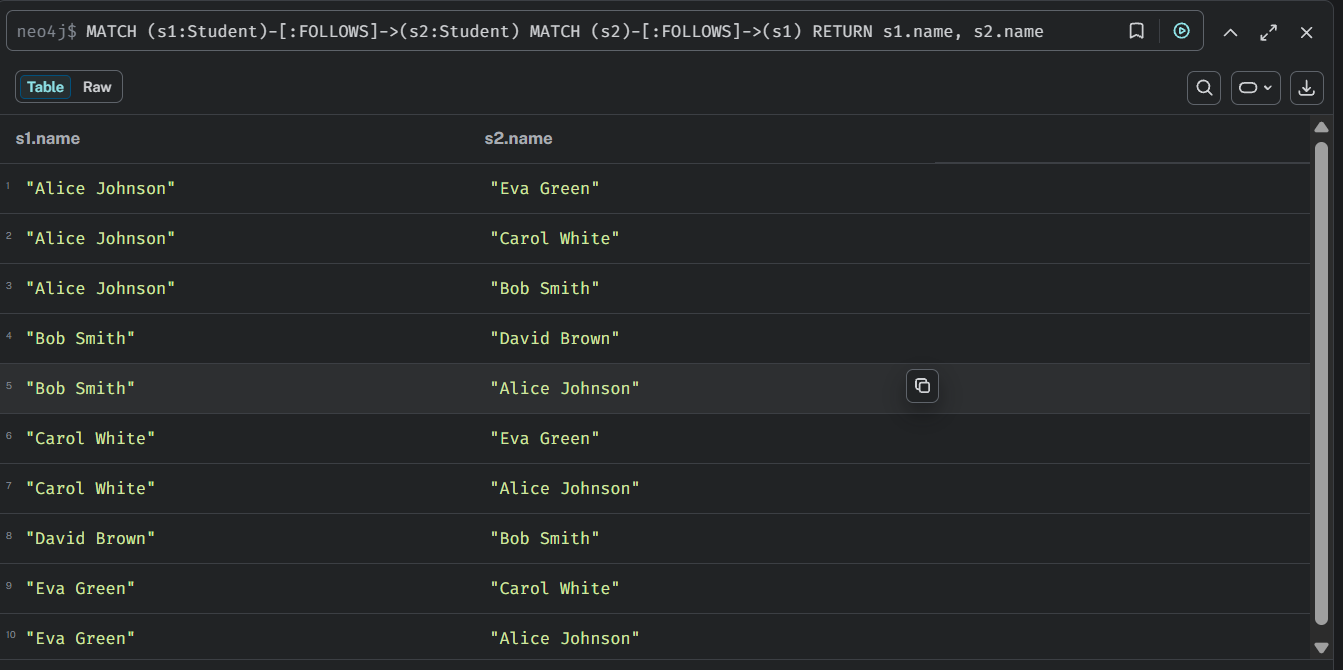 neo4j$ MATCH (s1:Student)-[:FOLLOWS]->(s2:Student) MATCH (s2)-[:FOLLOWS]->(s1) RETURN s1.name, s2.name
Table Raw
s1.name s2.name
1 "Alice Johnson" "Eva Green"
2 "Alice Johnson" "Carol White"
3 "Alice Johnson" "Bob Smith"
4 "Bob Smith" "David Brown"
5 "Bob Smith" "Alice Johnson"
6 "Carol White" "Eva Green"
7 "Carol White" "Alice Johnson"
8 "David Brown" "Bob Smith"
9 "Eva Green" "Carol White"
10 "Eva Green" "Alice Johnson"